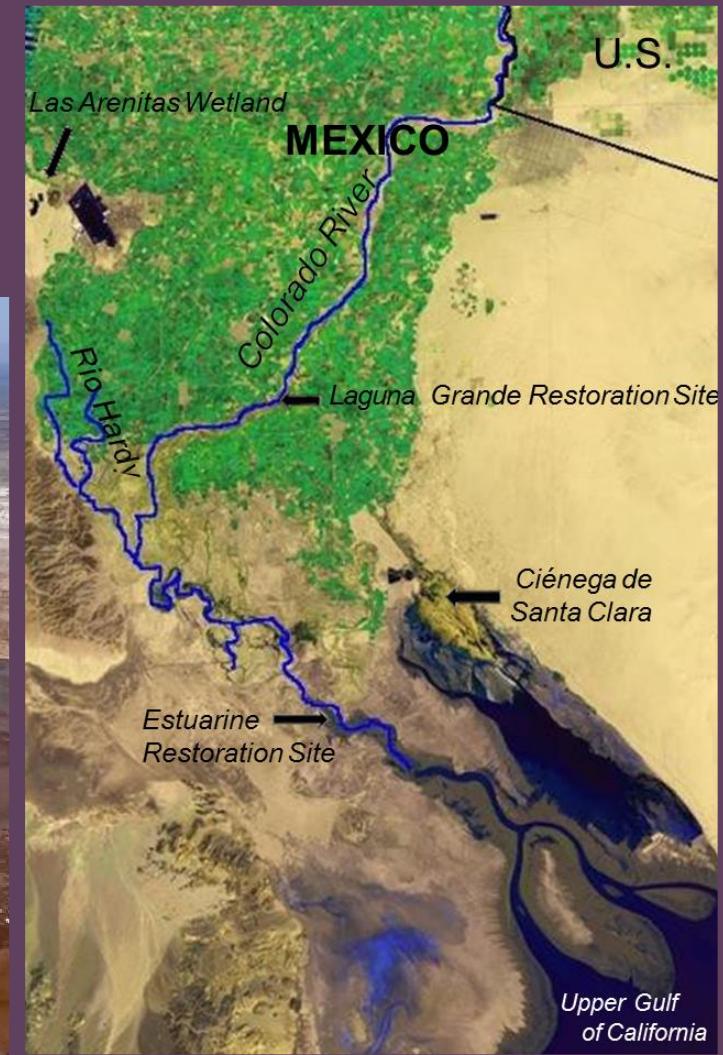 U.S.
Las Arenitas Wetland
MEXICO
Colorado River
Rio Hardy
Laguna Grande Restoration Site
Ciénega de
Santa Clara
Estuarine
Restoration Site
Upper Gulf
of California